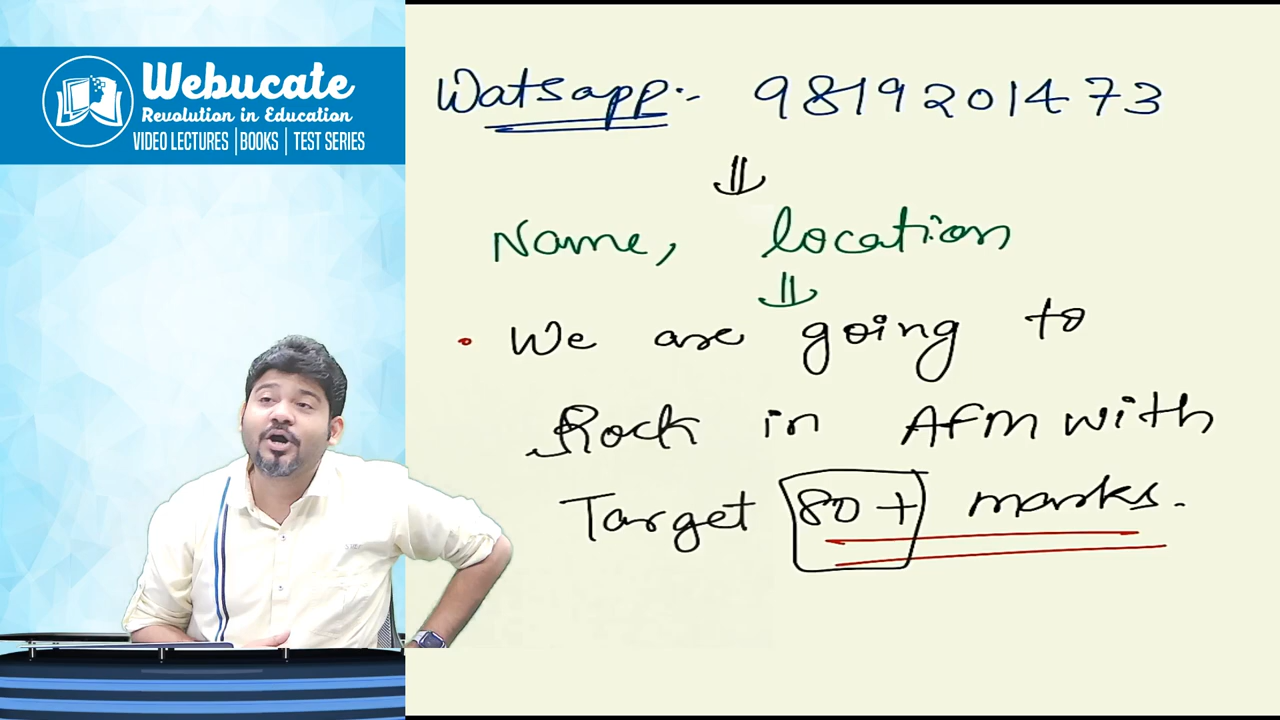 Webucate
Revolution in Education
VIDEO LECTURES | BOOKS | TEST SERIES
Watsapp:- 9819201473
Name, location
We are going to
Rock in AFM with
Target 80+ marks.